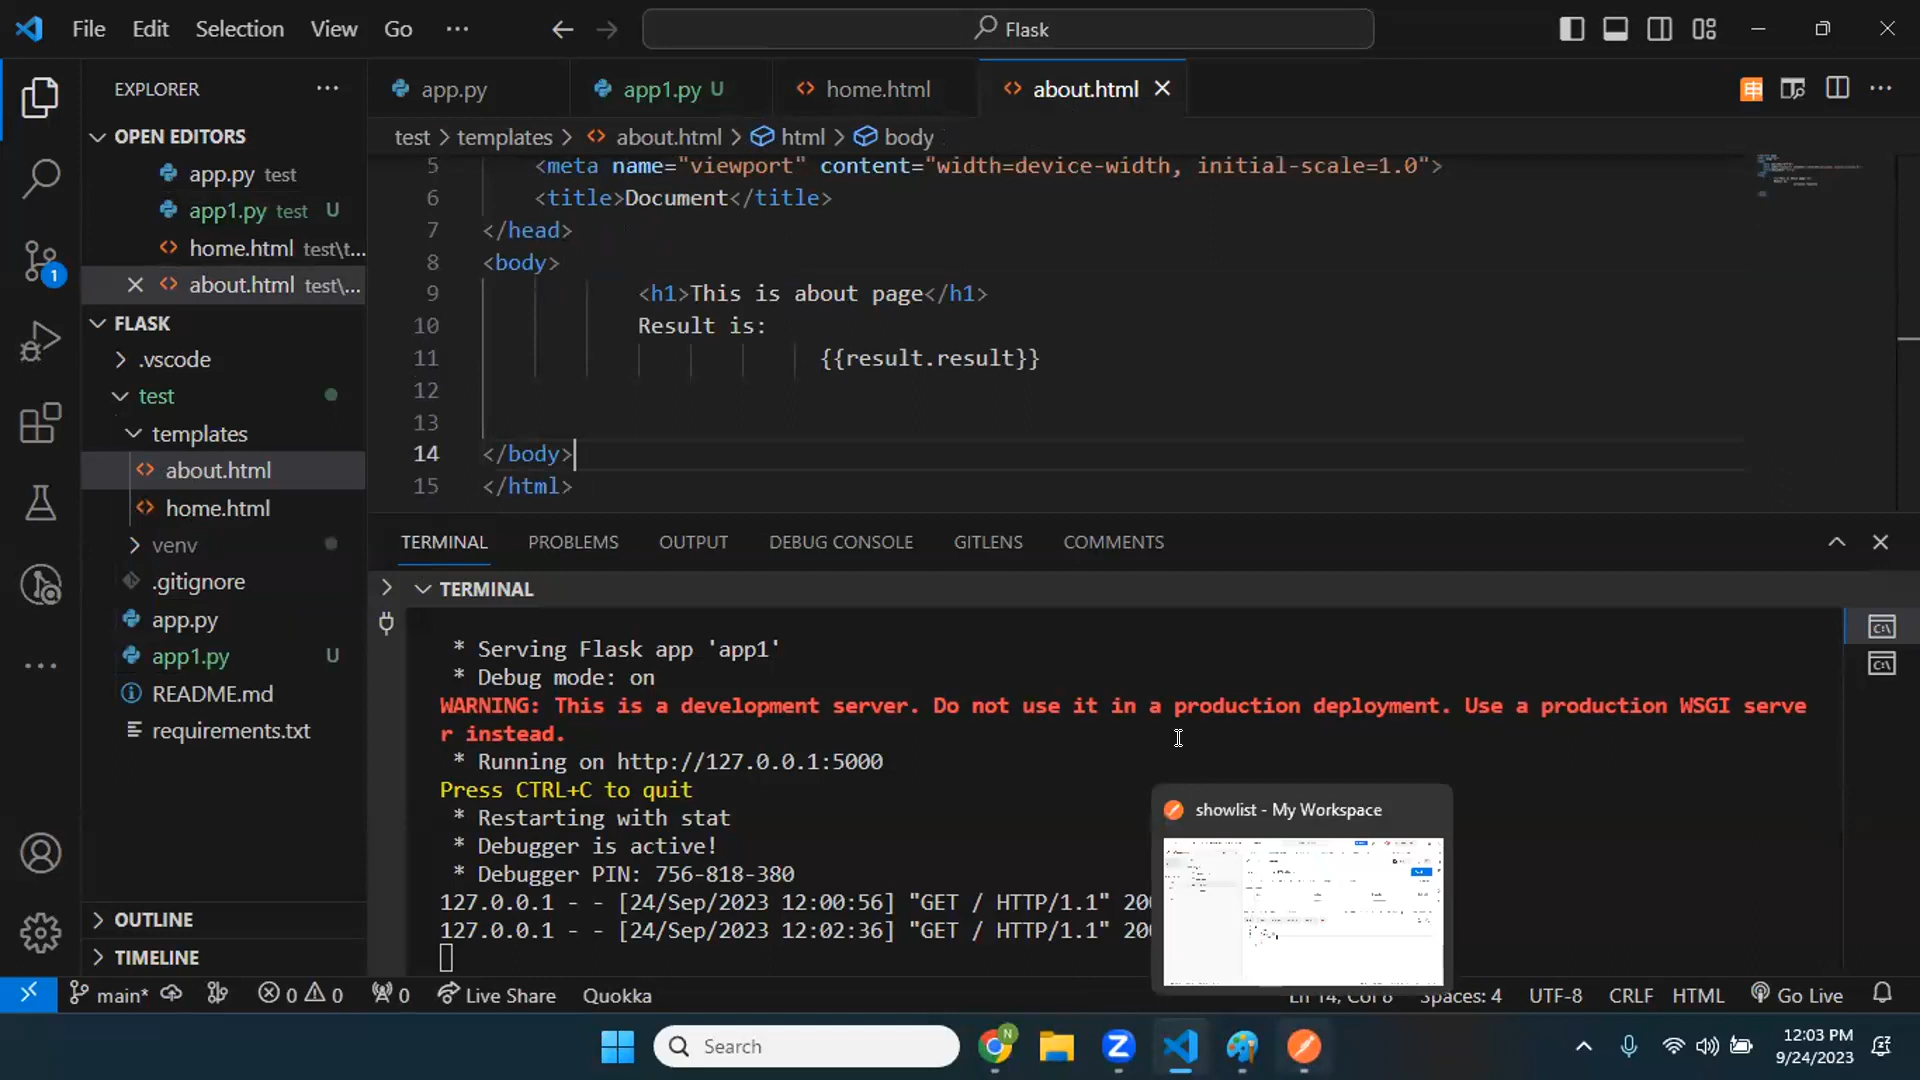 File Edit Selection View Go ··· Flask
EXPLORER ···
OPEN EDITORS
app.py test
app1.py test U
home.html test\t...
about.html test\...
FLASK
.vscode
test
templates
about.html
home.html
venv
.gitignore
app.py
app1.py U
README.md
requirements.txt
OUTLINE
TIMELINE
1
app.py app1.py U home.html about.html
test > templates > about.html > html > body
5 <meta name="viewport" content="width=device-width, initial-scale=1.0">
6 <title>Document</title>
7 </head>
8 <body>
9 <h1>This is about page</h1>
10 Result is:
11 {{result.result}}
12
13
14 </body>
15 </html>
TERMINAL PROBLEMS OUTPUT DEBUG CONSOLE GITLENS COMMENTS
TERMINAL
* Serving Flask app 'app1'
* Debug mode: on
WARNING: This is a development server. Do not use it in a production deployment. Use a production WSGI serve
r instead.
* Running on http://127.0.0.1:5000
Press CTRL+C to quit
* Restarting with stat
* Debugger is active!
* Debugger PIN: 756-818-380
127.0.0.1 - - [24/Sep/2023 12:00:56] "GET / HTTP/1.1" 200
127.0.0.1 - - [24/Sep/2023 12:02:36] "GET / HTTP/1.1" 200
showlist - My Workspace
main* 0 0 0 Live Share Quokka Ln 14, Col 8 Spaces: 4 UTF-8 CRLF HTML Go Live
Search
12:03 PM
9/24/2023